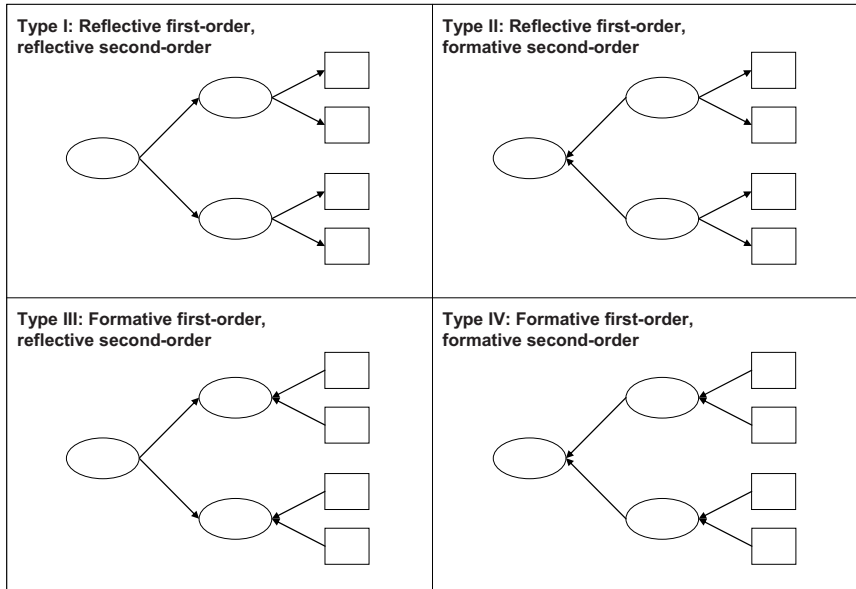 Type I: Reflective first-order,
reflective second-order
Type II: Reflective first-order,
formative second-order
Type III: Formative first-order,
reflective second-order
Type IV: Formative first-order,
formative second-order